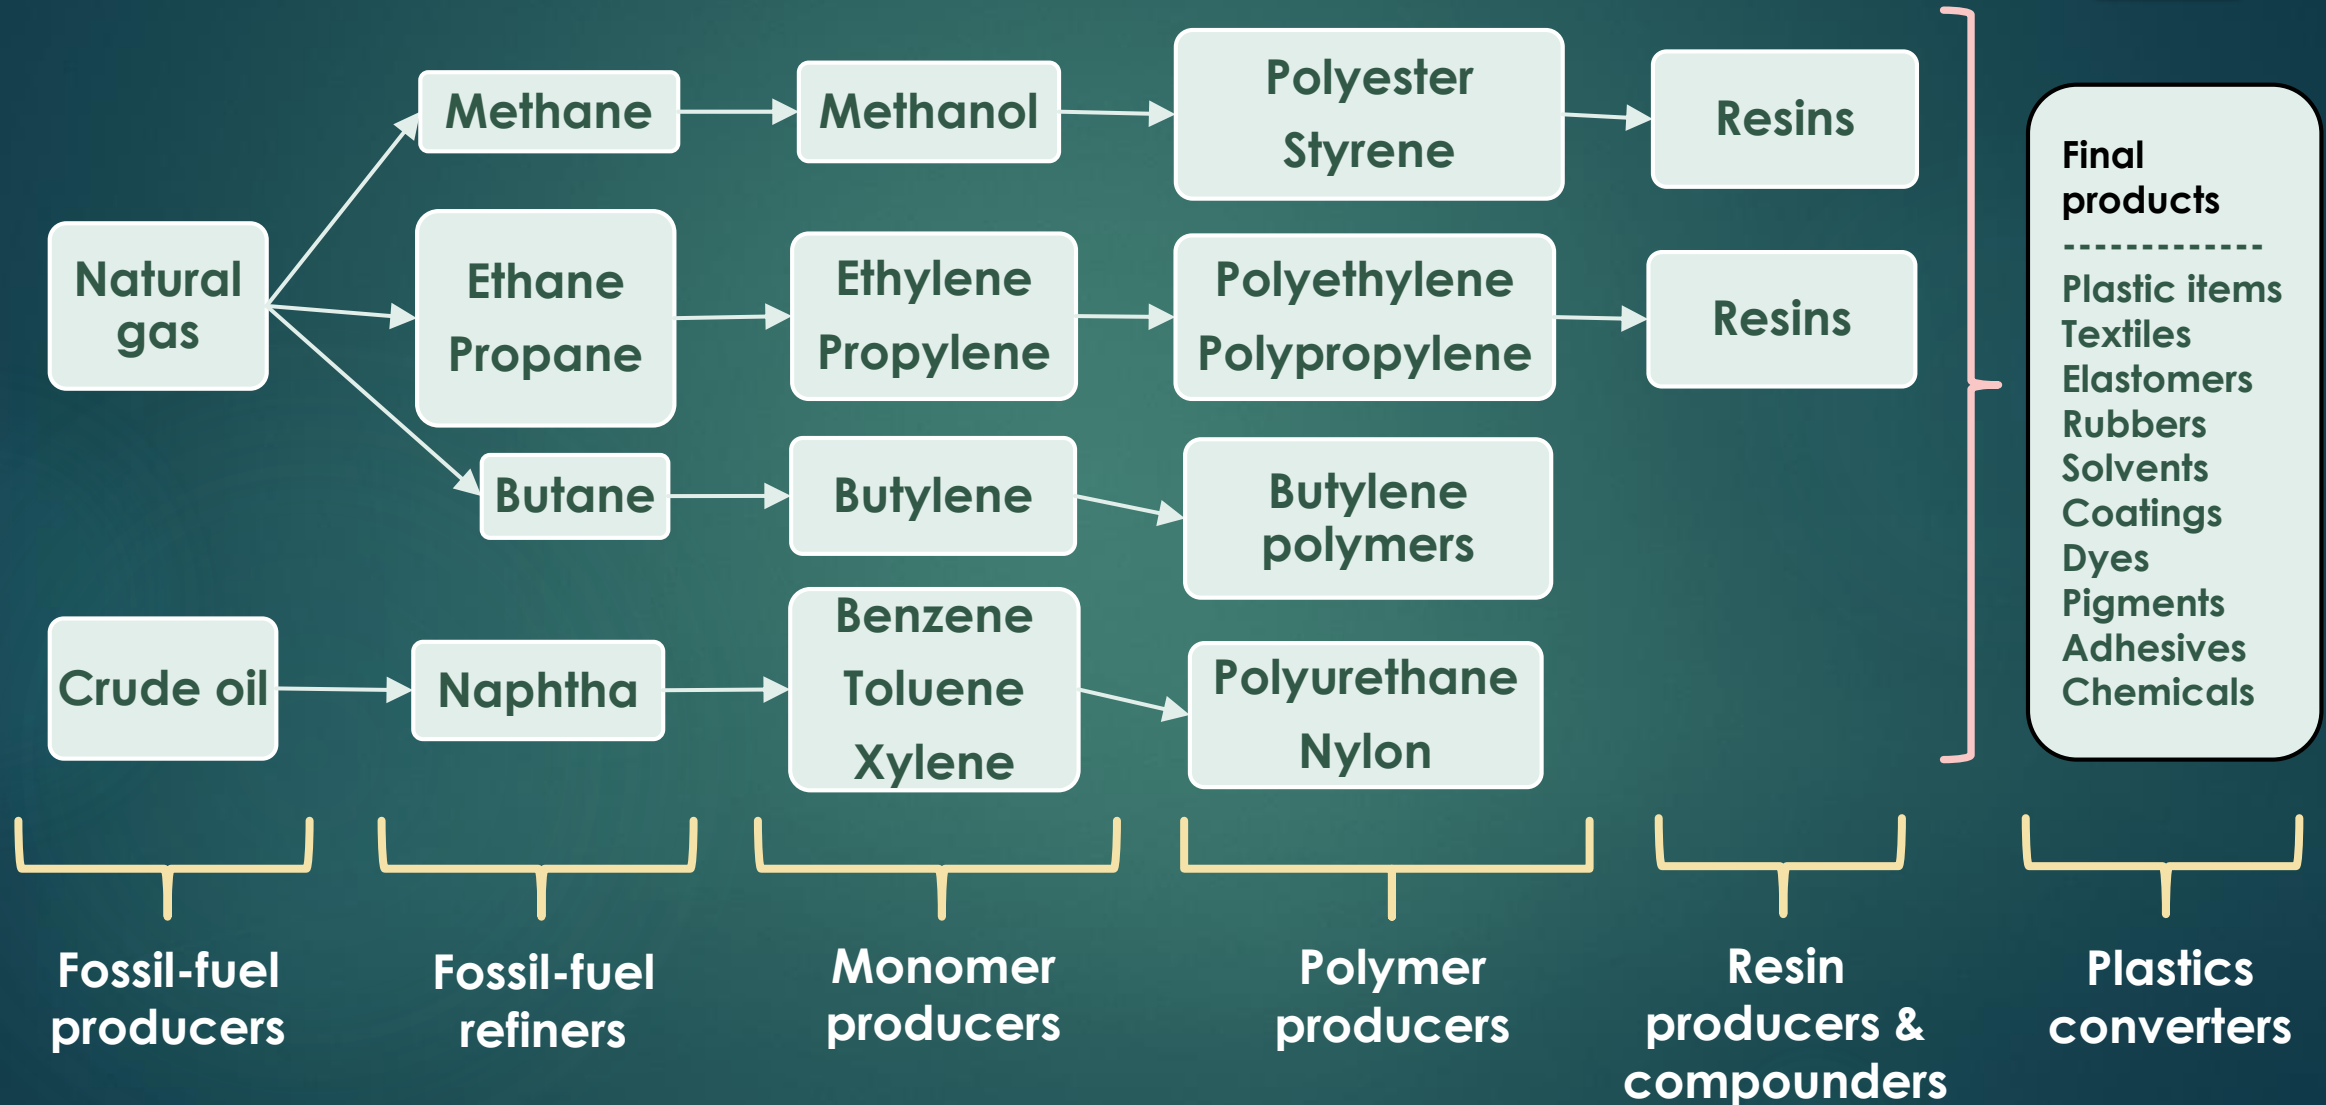 Natural
gas
Crude oil
Methane
Ethane
Propane
Butane
Naphtha
Methanol
Ethylene
Propylene
Butylene
Benzene
Toluene
Xylene
Polyester
Styrene
Polyethylene
Polypropylene
Butylene
polymers
Polyurethane
Nylon
Resins
Resins
Final
products
-------------
Plastic items
Textiles
Elastomers
Rubbers
Solvents
Coatings
Dyes
Pigments
Adhesives
Chemicals
Fossil-fuel
producers
Fossil-fuel
refiners
Monomer
producers
Polymer
producers
Resin
producers &
compounders
Plastics
converters